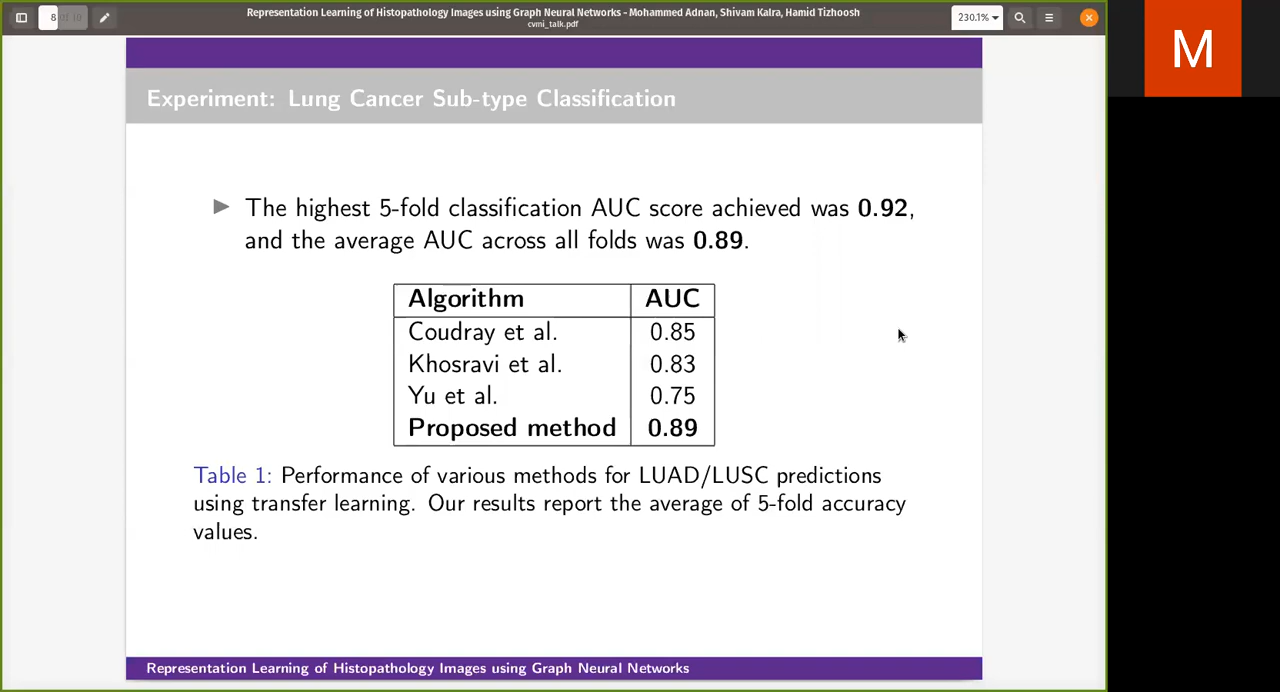 Representation Learning of Histopathology Images using Graph Neural Networks - Mohammed Adnan, Shivam Kalra, Hamid Tizhoosh
cvmi_talk.pdf
8 of 10
230.1%
M
Experiment: Lung Cancer Sub-type Classification
The highest 5-fold classification AUC score achieved was 0.92,
and the average AUC across all folds was 0.89.
Algorithm AUC
Coudray et al. 0.85
Khosravi et al. 0.83
Yu et al. 0.75
Proposed method 0.89
Table 1: Performance of various methods for LUAD/LUSC predictions
using transfer learning. Our results report the average of 5-fold accuracy
values.
Representation Learning of Histopathology Images using Graph Neural Networks